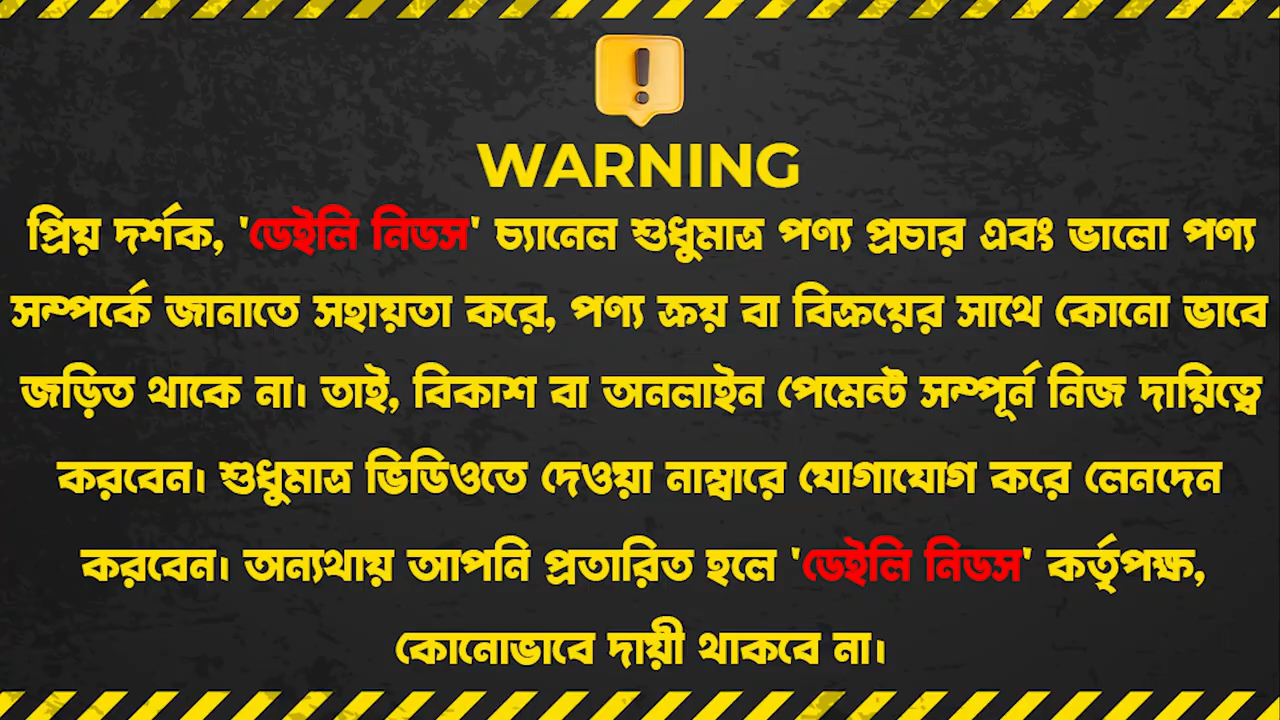 WARNING
প্রিয় দর্শক, 'ডেইলি নিডস' চ্যানেল শুধুমাত্র পণ্য প্রচার এবং ভালো পণ্য
সম্পর্কে জানাতে সহায়তা করে, পণ্য ক্রয় বা বিক্রয়ের সাথে কোনো ভাবে
জড়িত থাকে না। তাই, বিকাশ বা অনলাইন পেমেন্ট সম্পূর্ন নিজ দায়িত্বে
করবেন। শুধুমাত্র ভিডিওতে দেওয়া নাম্বারে যোগাযোগ করে লেনদেন
করবেন। অন্যথায় আপনি প্রতারিত হলে 'ডেইলি নিডস' কর্তৃপক্ষ,
কোনোভাবে দায়ী থাকবে না।